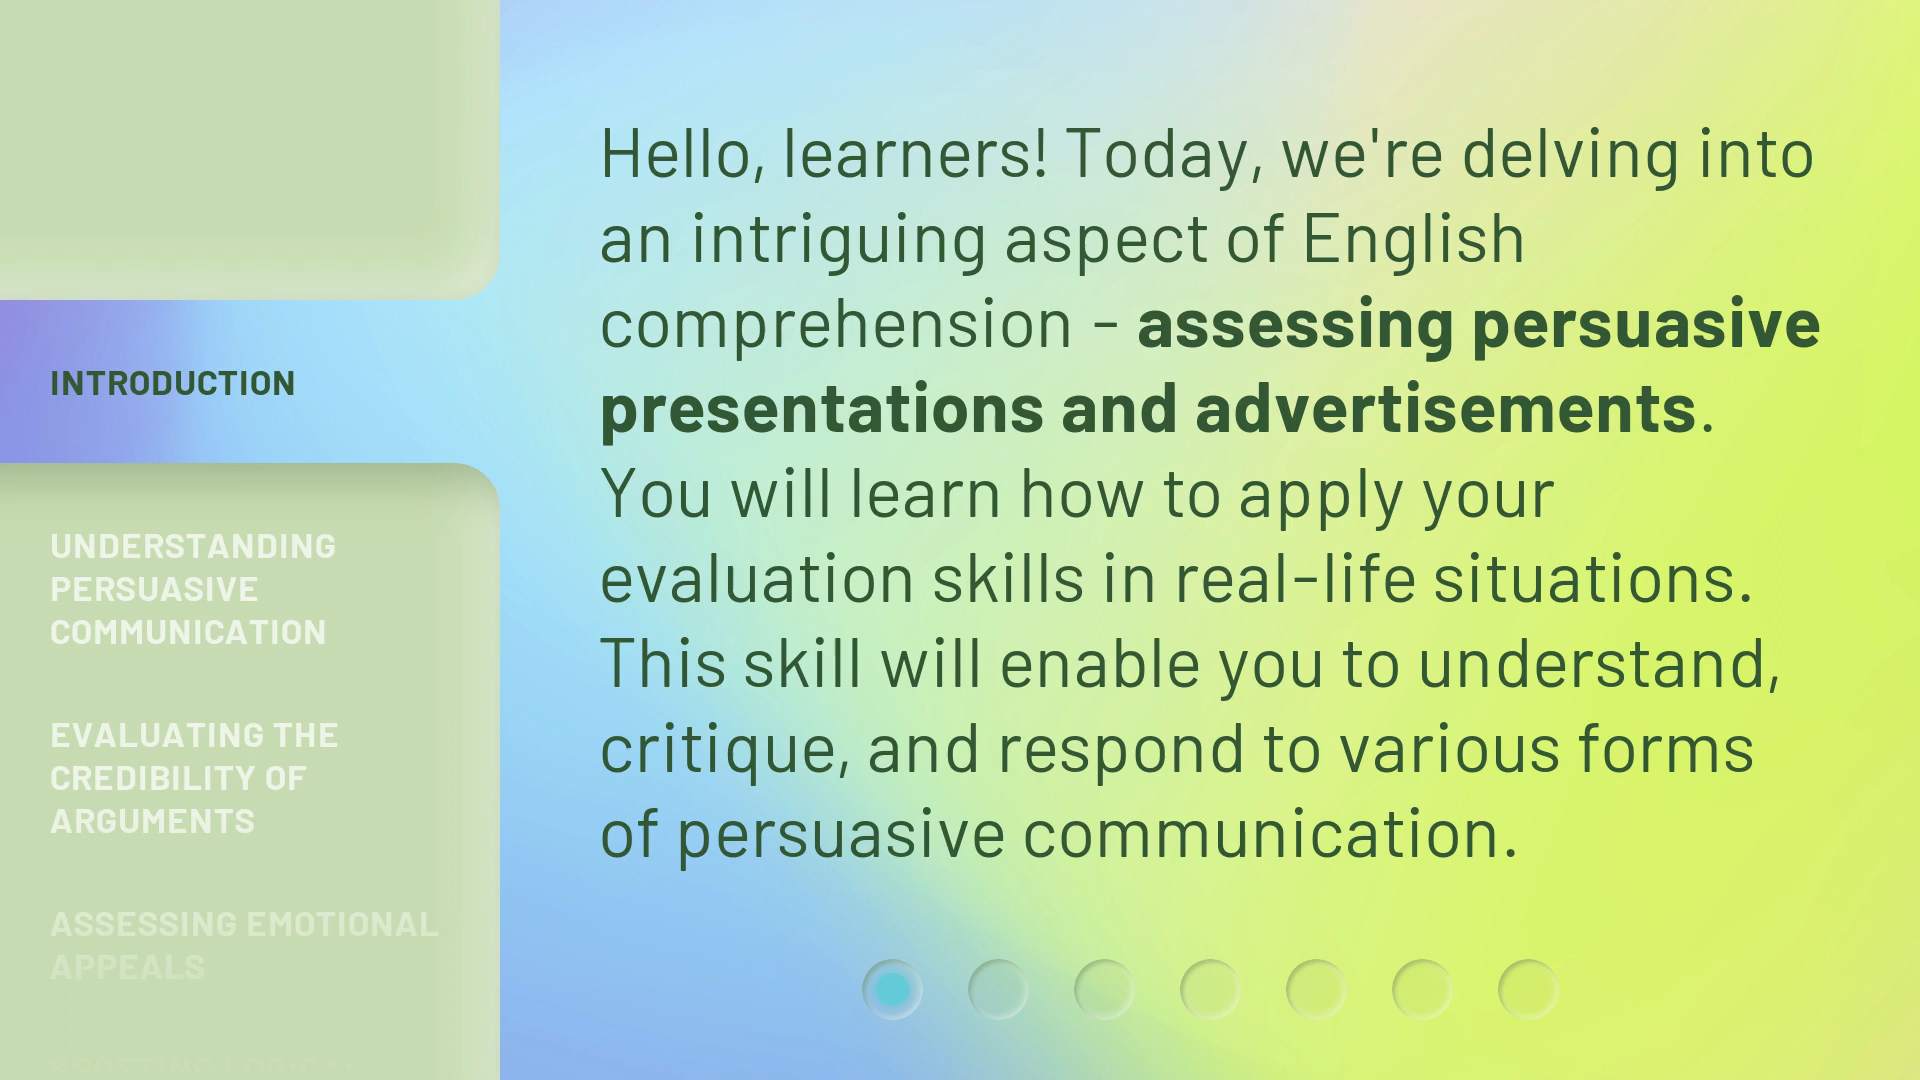 INTRODUCTION
UNDERSTANDING
PERSUASIVE
COMMUNICATION
EVALUATING THE
CREDIBILITY OF
ARGUMENTS
ASSESSING EMOTIONAL
APPEALS
Hello, learners! Today, we're delving into
an intriguing aspect of English
comprehension - assessing persuasive
presentations and advertisements.
You will learn how to apply your
evaluation skills in real-life situations.
This skill will enable you to understand,
critique, and respond to various forms
of persuasive communication.